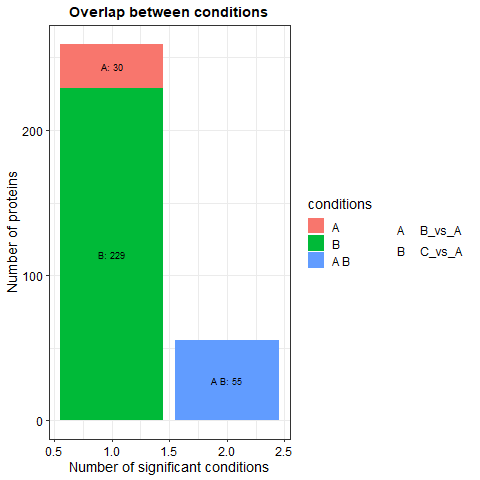 Overlap between conditions
Number of proteins
200
100
0
A: 30
B: 229
A B: 55
0.5 1.0 1.5 2.0 2.5
Number of significant conditions
conditions
A
B
A B
A B_vs_A
B C_vs_A